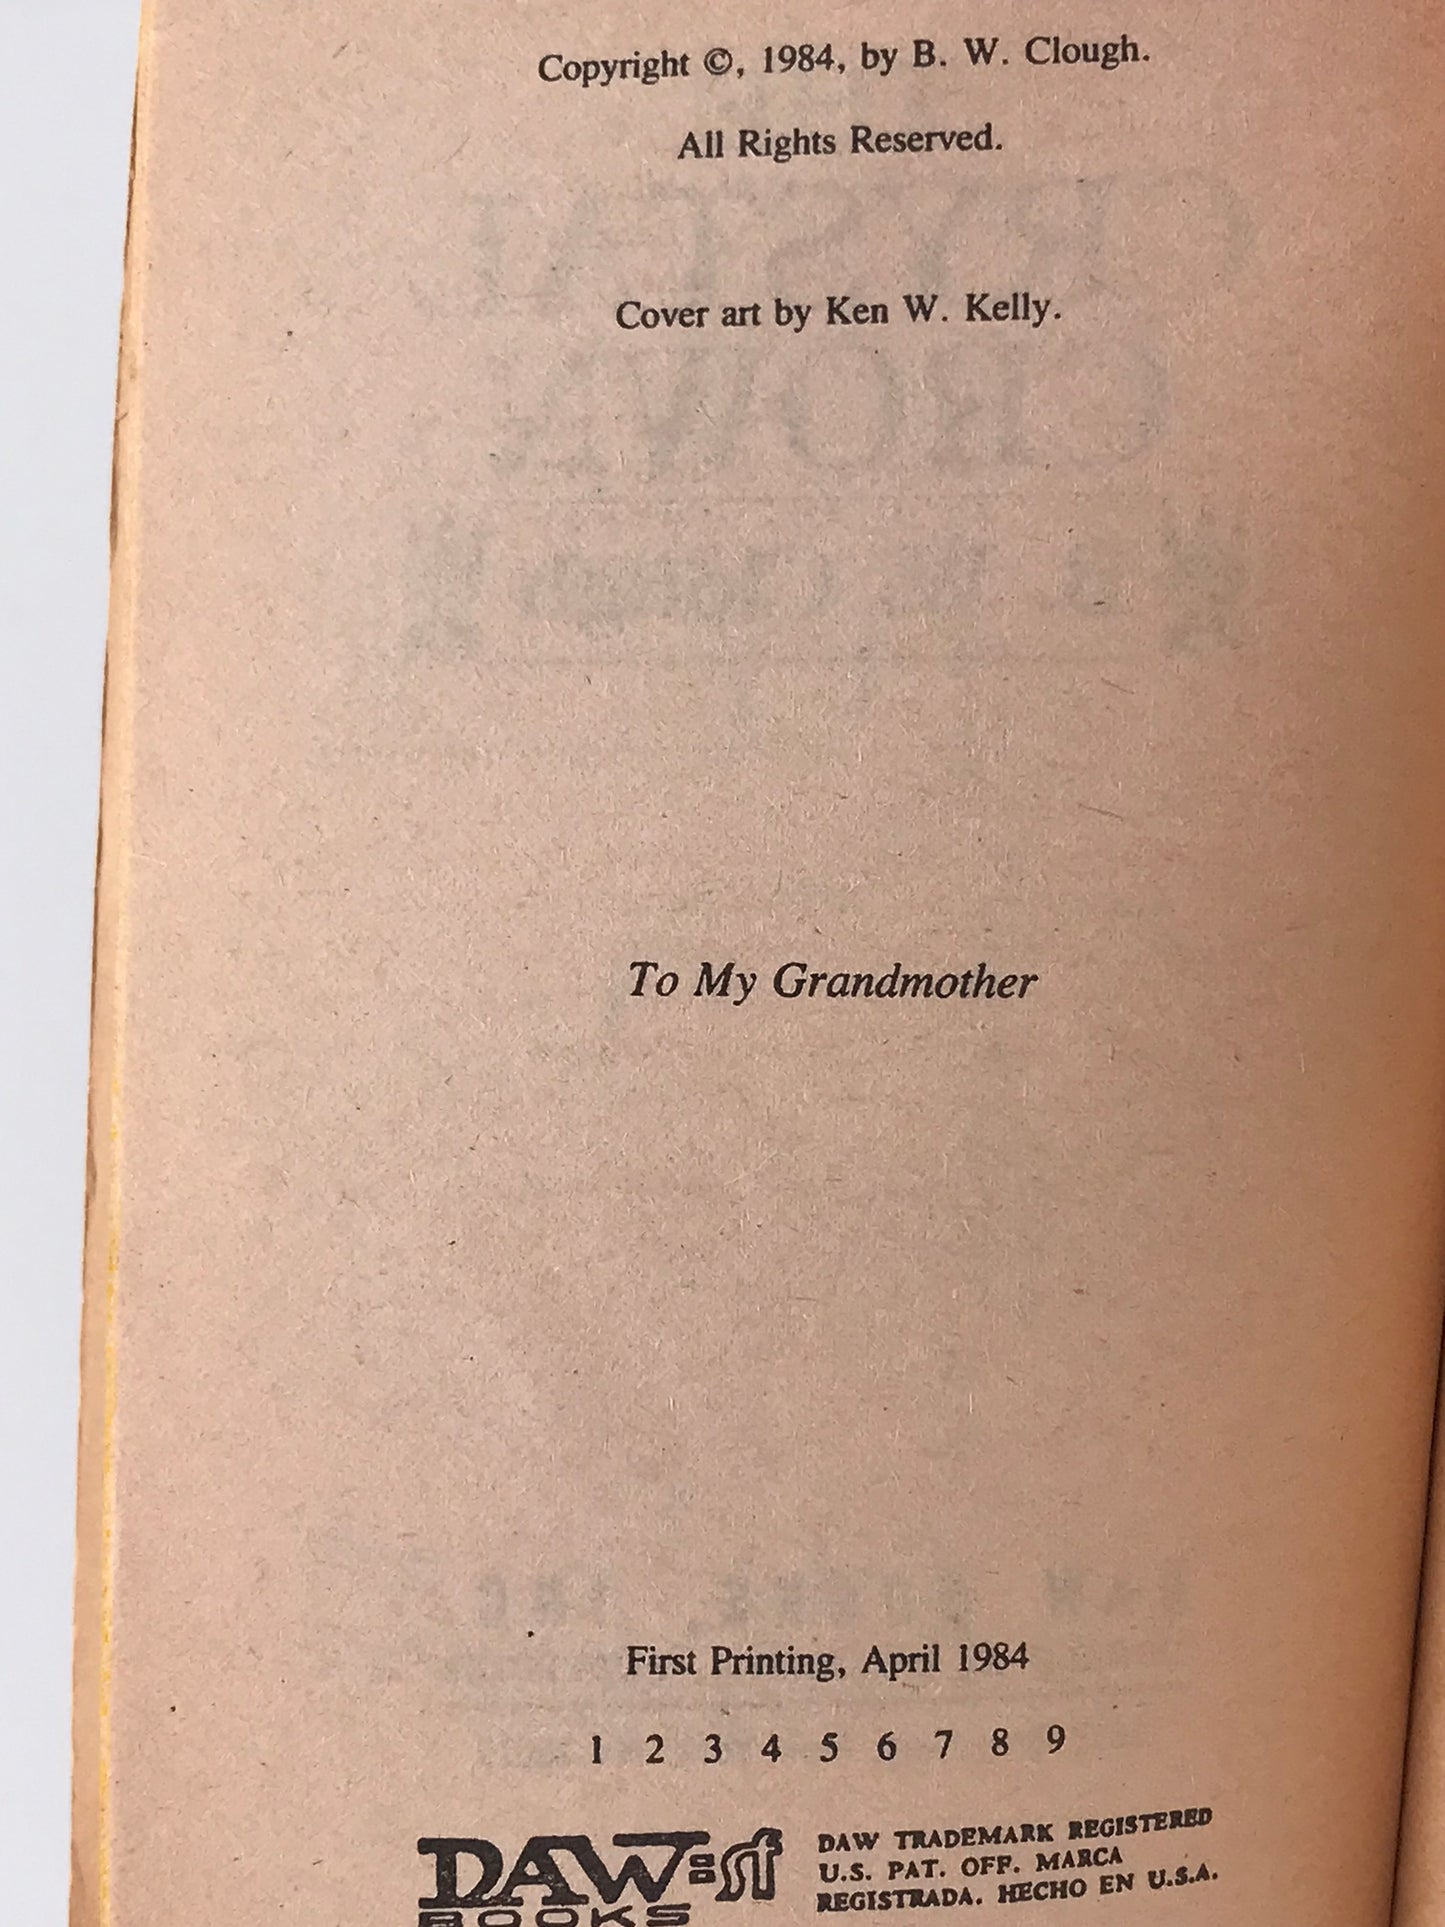 Copyright ©, 1984, by B. W. Clough.
All Rights Reserved.
Cover art by Ken W. Kelly.
To My Grandmother
First Printing, April 1984
1 2 3 4 5 6 7 8 9
DAW sf
BOOKS
DAW TRADEMARK REGISTERED
U.S. PAT. OFF. MARCA
REGISTRADA. HECHO EN U.S.A.